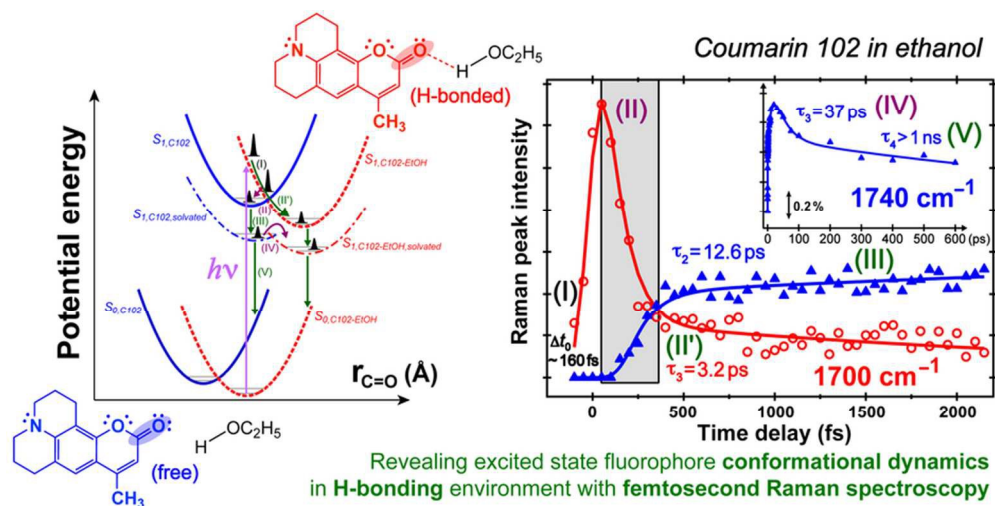 Coumarin 102 in ethanol
N
O
O
H
OC₂H₅
(H-bonded)
CH₃
Potential energy
S₁,C102
S₁,C102-EtOH
(I)
(II)
(II')
(III)
(IV)
(V)
S₁,C102,solvated
S₁,C102-EtOH,solvated
hν
S₀,C102
S₀,C102-EtOH
r_C=O (Å)
N
O
O
H
OC₂H₅
(free)
CH₃
Raman peak intensity
(I)
(II)
Δt₀
~160 fs
(II')
τ₃ = 3.2 ps
1700 cm⁻¹
τ₂ = 12.6 ps
(III)
τ₃ = 37 ps
(IV)
τ₄ > 1 ns
(V)
1740 cm⁻¹
0.2 %
0 100 200 300 400 500 600 (ps)
0 500 1000 1500 2000
Time delay (fs)
Revealing excited state fluorophore conformational dynamics
in H-bonding environment with femtosecond Raman spectroscopy